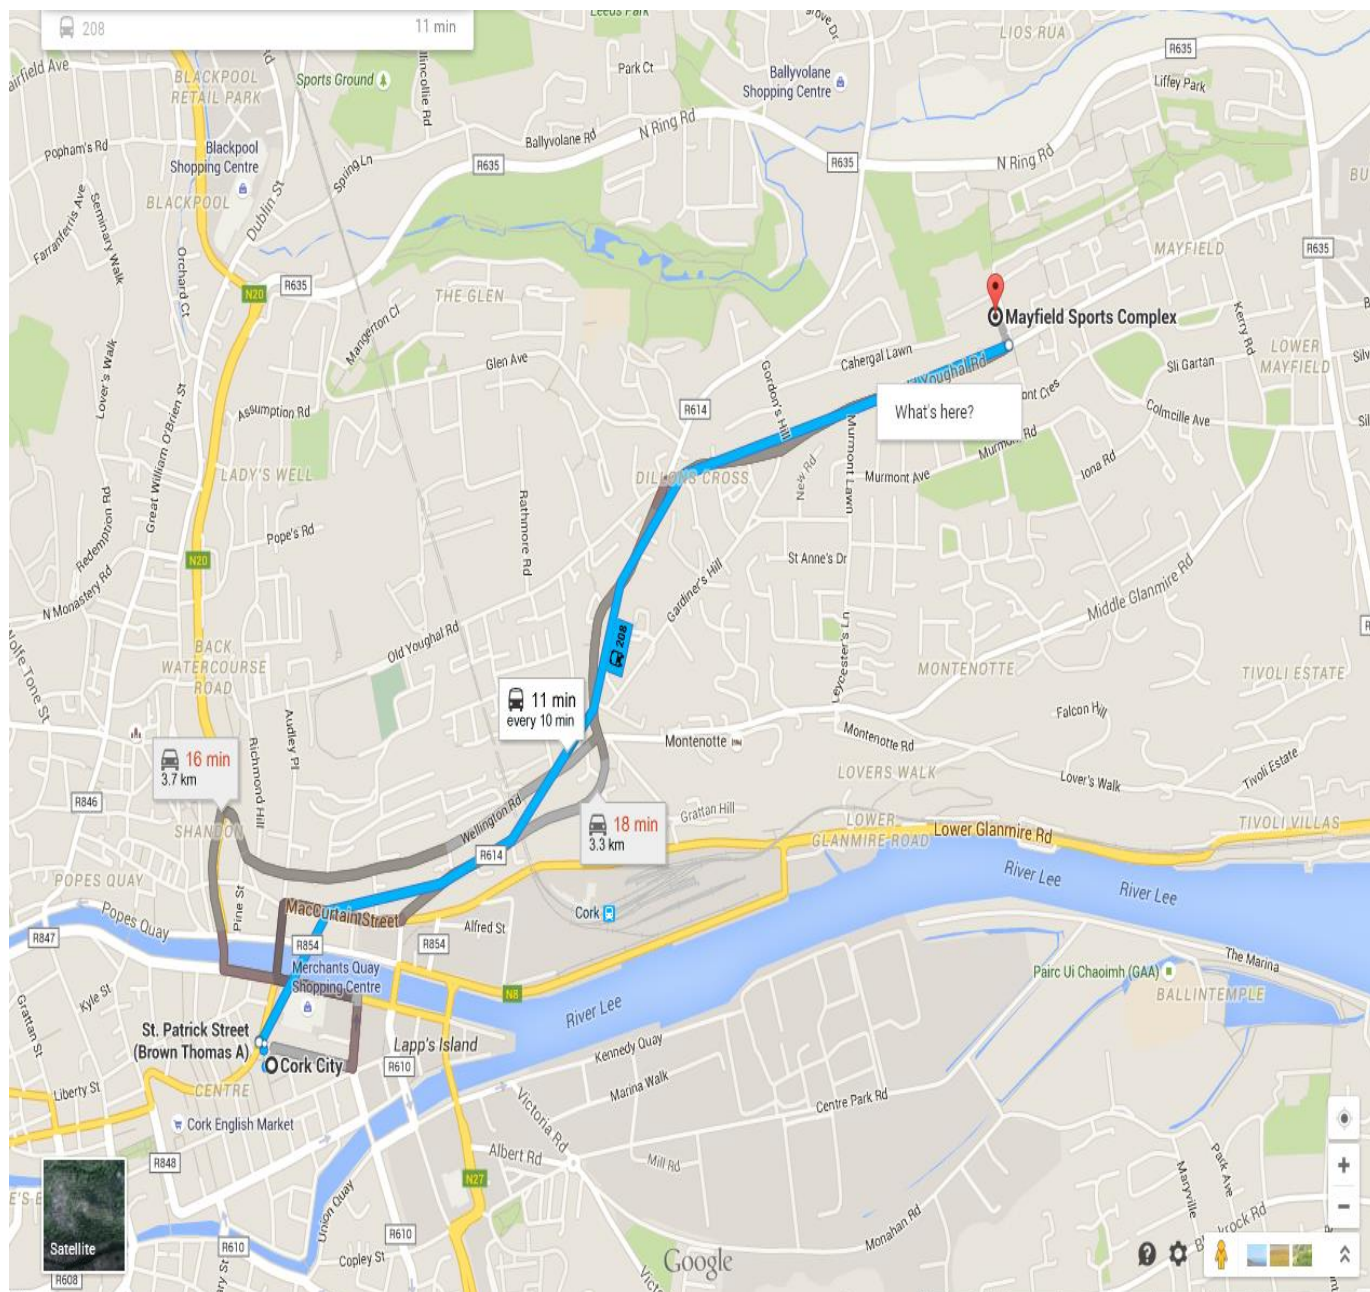 208
11 min
Leeds Park
LIOS RUA
R635
Fairfield Ave
BLACKPOOL
RETAIL PARK
Sports Ground
Park Ct
Ballyvolane
Shopping Centre
Liffey Park
N Ring Rd
Ballyvolane Rd
Popham's Rd
Blackpool
Shopping Centre
Spring Ln
R635
R635
N Ring Rd
BLACKPOOL
Dublin St
Farranferris Ave
Seminary Walk
Orchard Ct
MAYFIELD
R635
N20
R635
THE GLEN
Mangerton Cl
Mayfield Sports Complex
Kerry Rd
Lover's Walk
Glen Ave
Cahergal Lawn
Gordon's Hill
Youghal Rd
Sli Gartan
LOWER
MAYFIELD
Assumption Rd
R614
What's here?
Colmcille Ave
Great William O'Brien St
Murmont Lawn
LADY'S WELL
DILLONS CROSS
New Rd
Murmont Ave
Iona Rd
Redemption Rd
Rathmore Rd
Pope's Rd
N20
St Anne's Dr
Gardiner's Hill
Middle Glanmire Rd
N Monastery Rd
Wolfe Tone St
BACK
WATERCOURSE
ROAD
Old Youghal Rd
208
Leycester's Ln
MONTENOTTE
TIVOLI ESTATE
11 min
every 10 min
Audley Pl
Richmond Hill
Falcon Hill
Montenotte
Montenotte Rd
16 min
3.7 km
LOVERS WALK
Lover's Walk
Tivoli Estate
R846
SHANDON
Wellington Rd
18 min
3.3 km
Grattan Hill
LOWER
GLANMIRE ROAD
Lower Glanmire Rd
TIVOLI VILLAS
R614
POPES QUAY
Pine St
River Lee
River Lee
Popes Quay
MacCurtain Street
Alfred St
Cork
R847
R854
R854
Merchants Quay
Shopping Centre
Kyle St
Grattan St
N8
River Lee
Pairc Ui Chaoimh (GAA)
The Marina
BALLINTEMPLE
St. Patrick Street
(Brown Thomas A)
Cork City
Lapp's Island
R610
Kennedy Quay
Marina Walk
Liberty St
CENTRE
Cork English Market
Victoria Rd
Centre Park Rd
R848
Albert Rd
Mill Rd
N27
Union Quay
Monahan Rd
Maryville
Park Ave
Satellite
R610
R610
Copley St
Google
R608